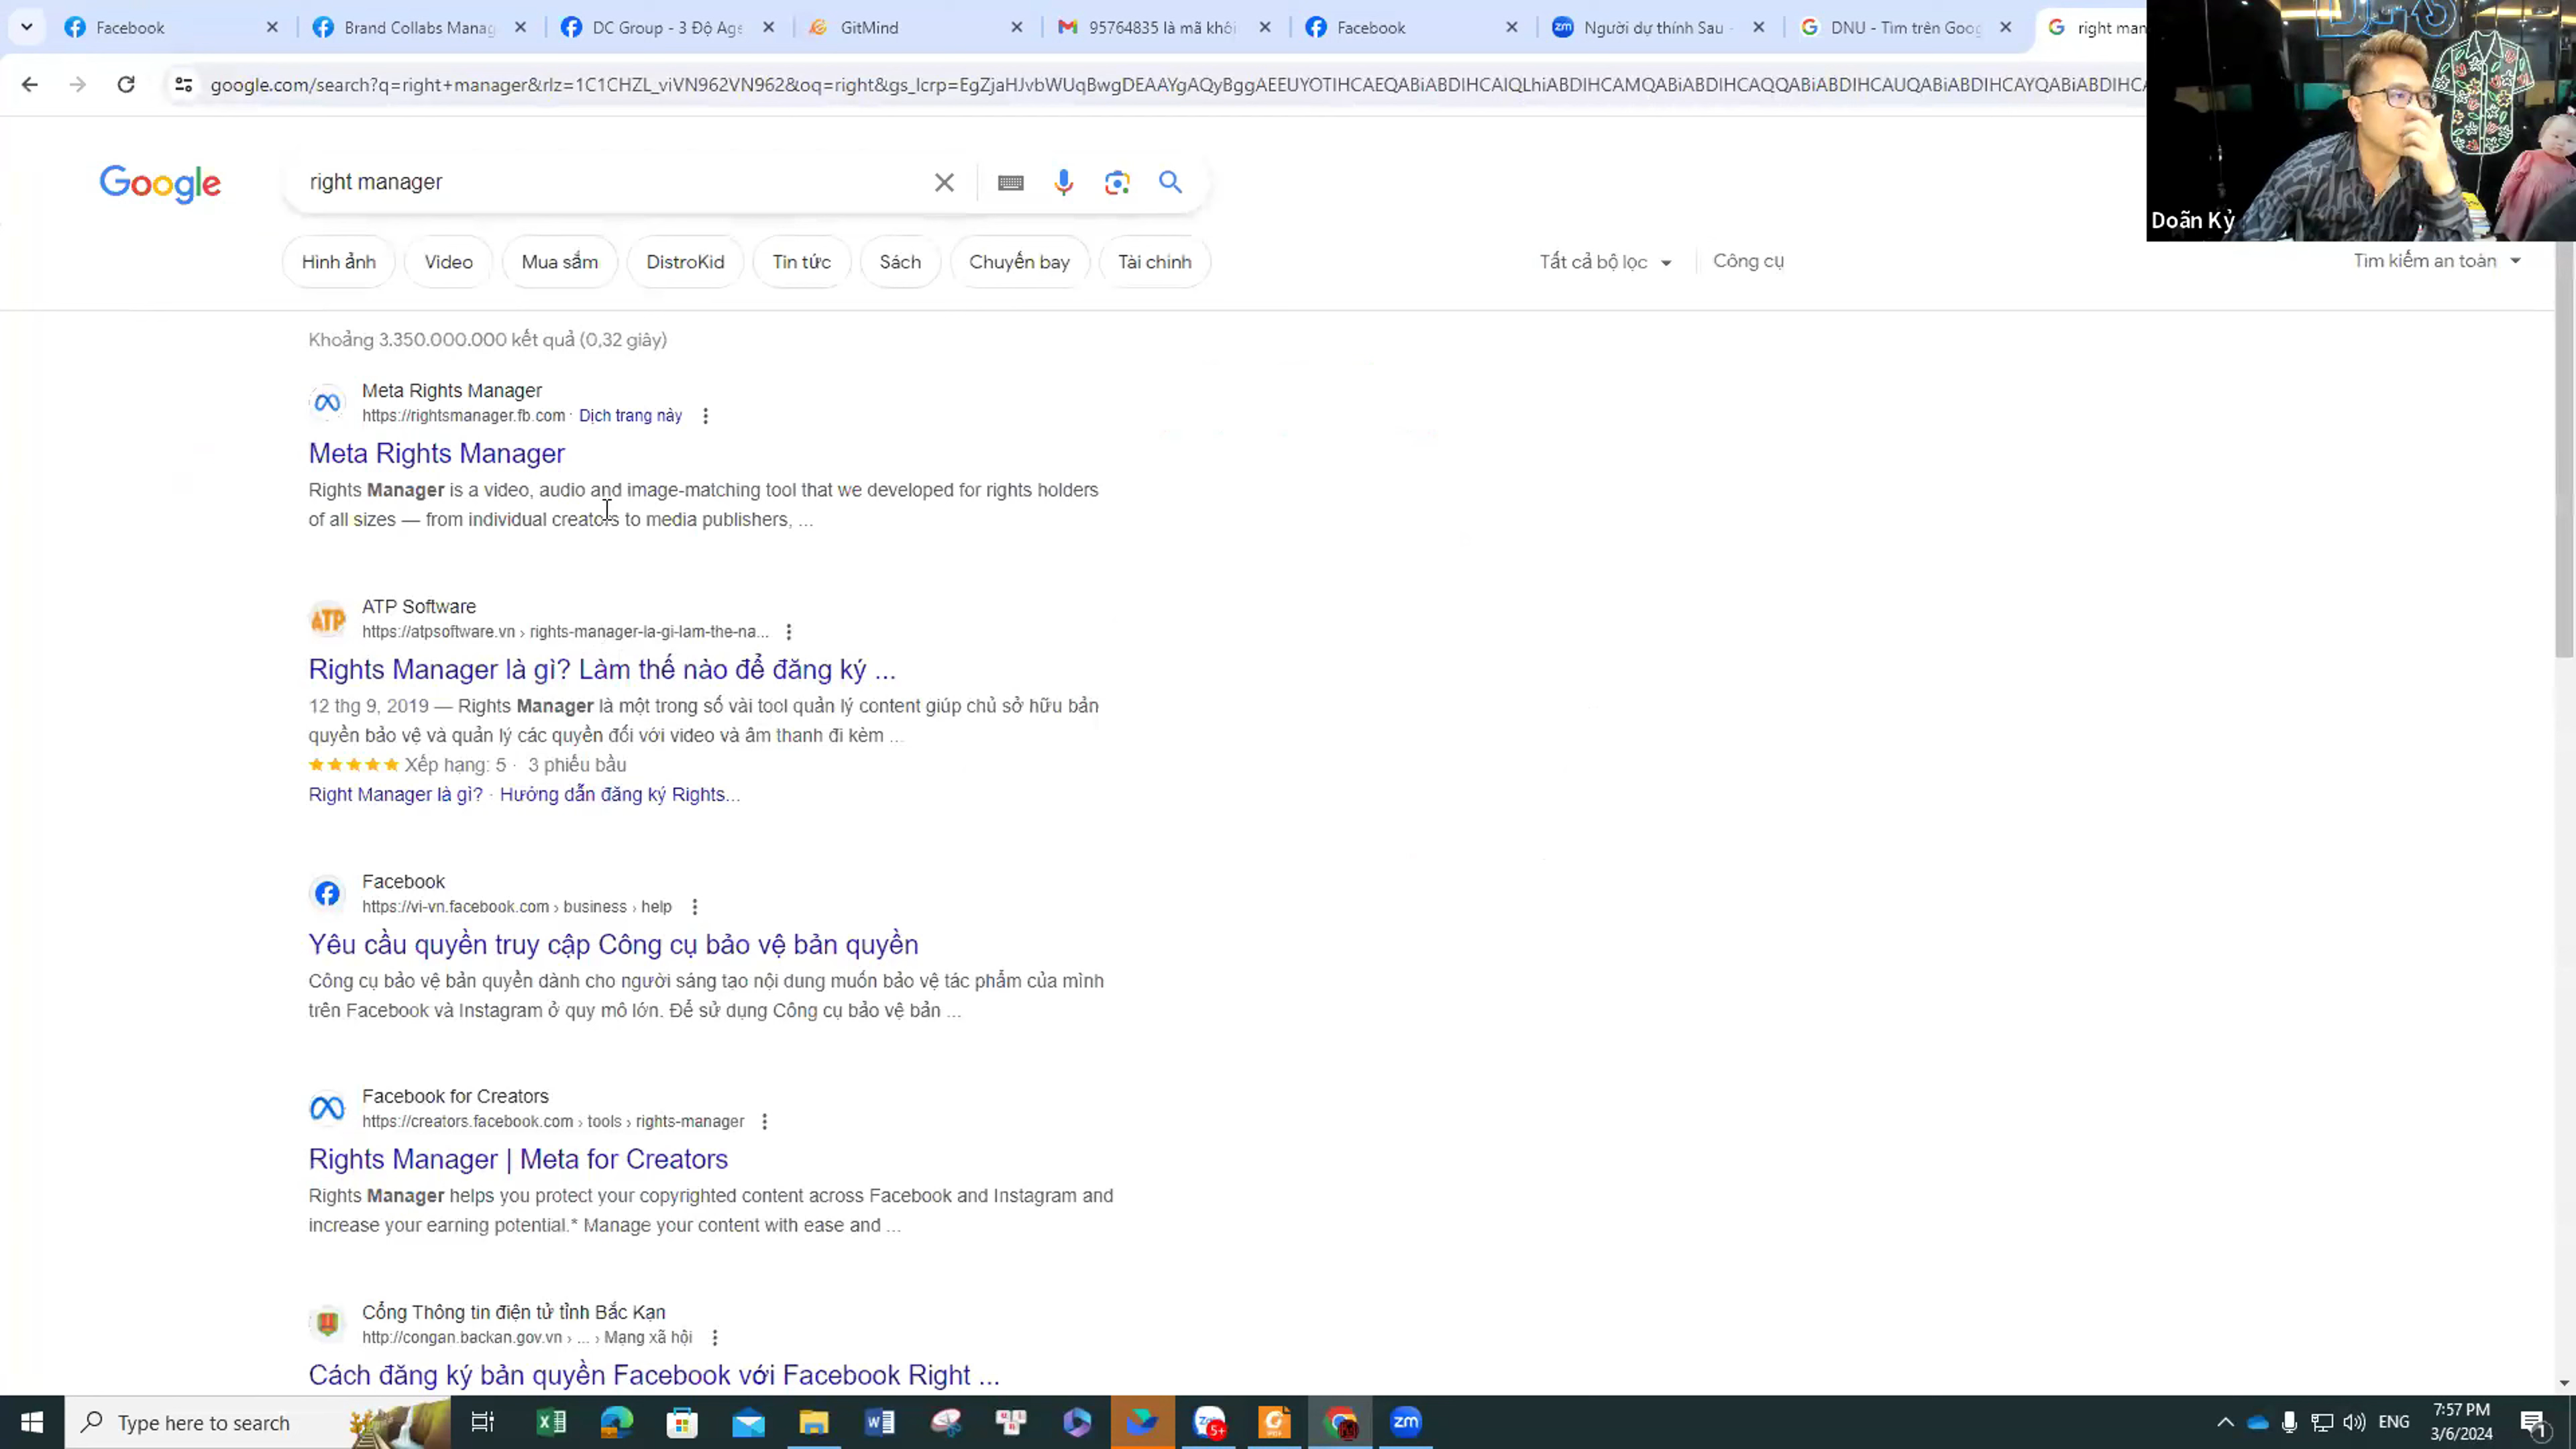 Facebook
Brand Collabs Manag
DC Group - 3 Độ Age
GitMind
95764835 là mã khôi
Facebook
Người dự thính Sau -
DNU - Tìm trên Goog
right man
google.com/search?q=right+manager&rlz=1C1CHZL_viVN962VN962&oq=right&gs_lcrp=EgZjaHJvbWUqBwgDEAAYgAQyBggAEEUYOTIHCAEQABiABDIHCAIQLhiABDIHCAMQABiABDIHCAQQABiABDIHCAUQABiABDIHCAYQABiABDIHCA
Doãn Kỷ
Google
right manager
Hình ảnh
Video
Mua sắm
DistroKid
Tin tức
Sách
Chuyến bay
Tài chính
Tất cả bộ lọc
Công cụ
Tìm kiếm an toàn
Khoảng 3.350.000.000 kết quả (0,32 giây)
Meta Rights Manager
https://rightsmanager.fb.com · Dịch trang này
Meta Rights Manager
Rights Manager is a video, audio and image-matching tool that we developed for rights holders
of all sizes — from individual creators to media publishers, ...
ATP
ATP Software
https://atpsoftware.vn › rights-manager-la-gi-lam-the-na...
Rights Manager là gì? Làm thế nào để đăng ký ...
12 thg 9, 2019 — Rights Manager là một trong số vài tool quản lý content giúp chủ sở hữu bản
quyền bảo vệ và quản lý các quyền đối với video và âm thanh đi kèm ...
Xếp hạng: 5 · 3 phiếu bầu
Right Manager là gì? · Hướng dẫn đăng ký Rights...
Facebook
https://vi-vn.facebook.com › business › help
Yêu cầu quyền truy cập Công cụ bảo vệ bản quyền
Công cụ bảo vệ bản quyền dành cho người sáng tạo nội dung muốn bảo vệ tác phẩm của mình
trên Facebook và Instagram ở quy mô lớn. Để sử dụng Công cụ bảo vệ bản ...
Facebook for Creators
https://creators.facebook.com › tools › rights-manager
Rights Manager | Meta for Creators
Rights Manager helps you protect your copyrighted content across Facebook and Instagram and
increase your earning potential.* Manage your content with ease and ...
Cổng Thông tin điện tử tỉnh Bắc Kạn
http://congan.backan.gov.vn › ... › Mạng xã hội
Cách đăng ký bản quyền Facebook với Facebook Right ...
Type here to search
5+
zm
ENG
7:57 PM
3/6/2024
1